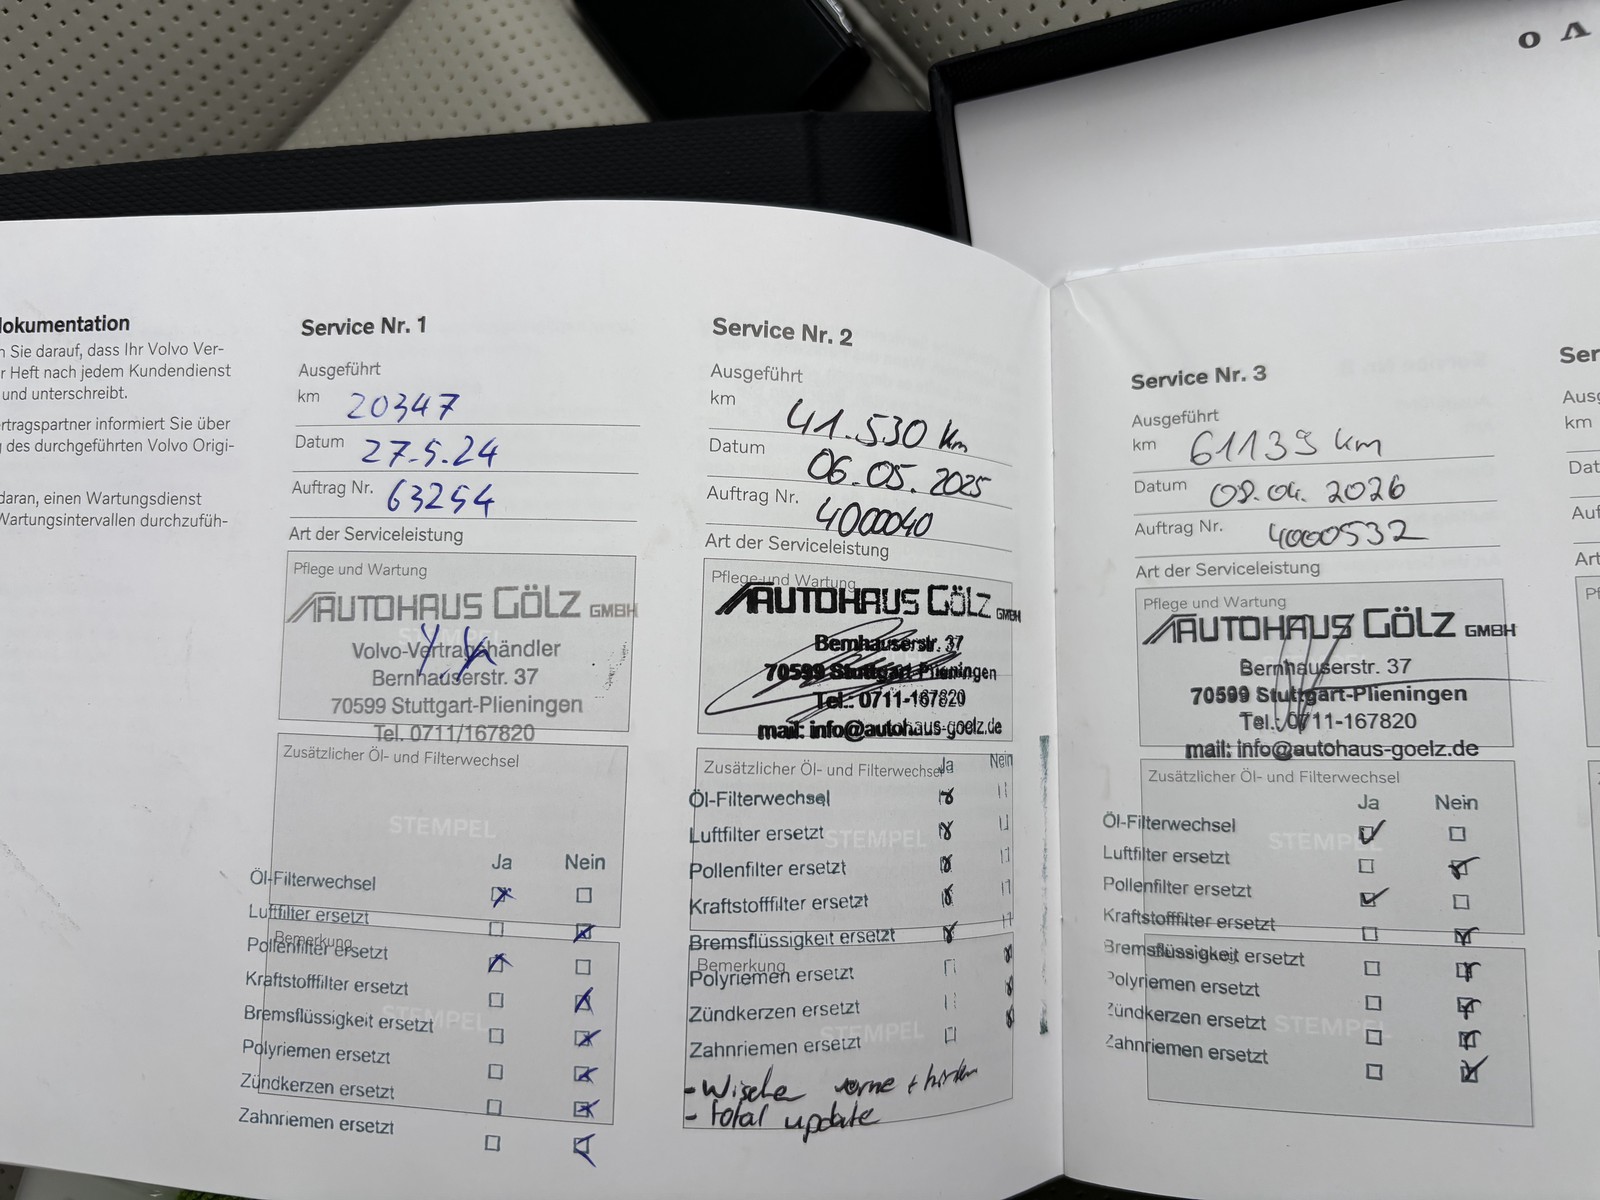 O V
dokumentation
n Sie darauf, dass Ihr Volvo Ver-
r Heft nach jedem Kundendienst
und unterschreibt.
ertragspartner informiert Sie über
g des durchgeführten Volvo Origi-
daran, einen Wartungsdienst
Wartungsintervallen durchzufüh-
Service Nr. 1
Ausgeführt
km 20347
Datum 27.5.24
Auftrag Nr. 63254
Art der Serviceleistung
Pflege und Wartung
AUTOHAUS GÖLZ GMBH
Volvo-Vertragshändler
Bernhauserstr. 37
70599 Stuttgart-Plieningen
Tel. 0711/167820
Zusätzlicher Öl- und Filterwechsel
STEMPEL
Ja Nein
Öl-Filterwechsel
Luftfilter ersetzt
Bemerkung
Pollenfilter ersetzt
Kraftstofffilter ersetzt
STEMPEL
Bremsflüssigkeit ersetzt
Polyriemen ersetzt
Zündkerzen ersetzt
Zahnriemen ersetzt
Service Nr. 2
Ausgeführt
km 41.530 km
Datum 06.05.2025
Auftrag Nr. 4000040
Art der Serviceleistung
Pflege und Wartung
AUTOHAUS GÖLZ GMBH
Bernhauserstr. 37
70599 Stuttgart-Plieningen
Tel.: 0711-167820
mail: info@autohaus-goelz.de
Zusätzlicher Öl- und Filterwechsel
Ja Nein
Öl-Filterwechsel
Luftfilter ersetzt
STEMPEL
Pollenfilter ersetzt
Kraftstofffilter ersetzt
Bremsflüssigkeit ersetzt
Bemerkung
Polyriemen ersetzt
Zündkerzen ersetzt
STEMPEL
Zahnriemen ersetzt
- Wischer vorne + hinten
- total update
Service Nr. 3
Ausgeführt
km 61139 km
Datum 08.04. 2026
Auftrag Nr. 4000532
Art der Serviceleistung
Pflege und Wartung
AUTOHAUS GÖLZ GMBH
STEMPEL
Bernhauserstr. 37
70599 Stuttgart-Plieningen
Tel.: 0711-167820
mail: info@autohaus-goelz.de
Zusätzlicher Öl- und Filterwechsel
Ja Nein
Öl-Filterwechsel
STEMPEL
Luftfilter ersetzt
Pollenfilter ersetzt
Kraftstofffilter ersetzt
Bremsflüssigkeit ersetzt
Polyriemen ersetzt
Zündkerzen ersetzt
STEMPEL
Zahnriemen ersetzt
Ser
Ausg
km
Dat
Auf
Art
Pf